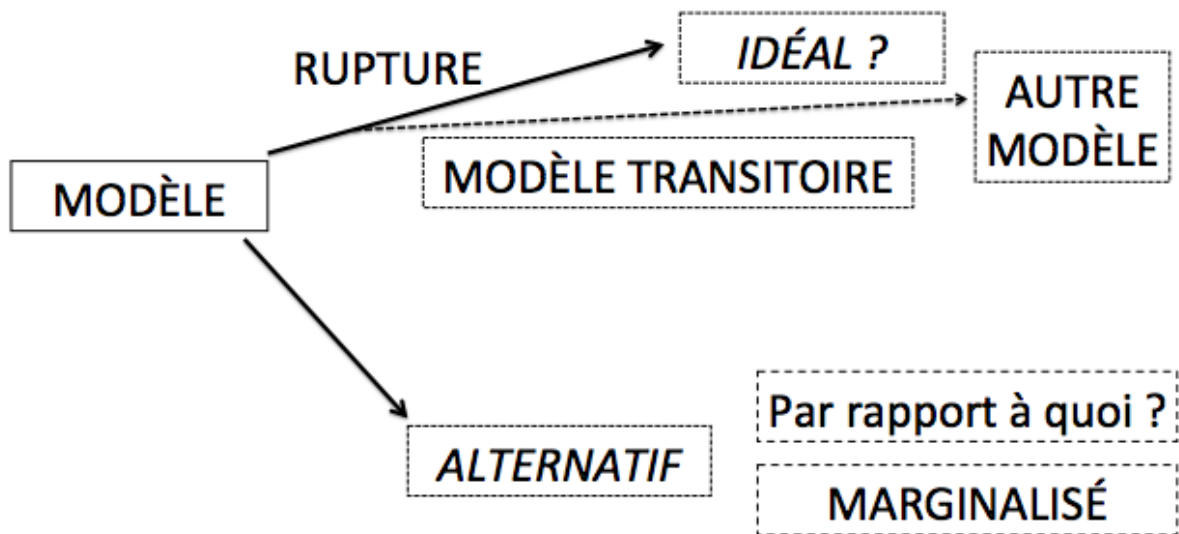 RUPTURE
IDÉAL ?
AUTRE
MODÈLE
MODÈLE TRANSITOIRE
MODÈLE
ALTERNATIF
Par rapport à quoi ?
MARGINALISÉ